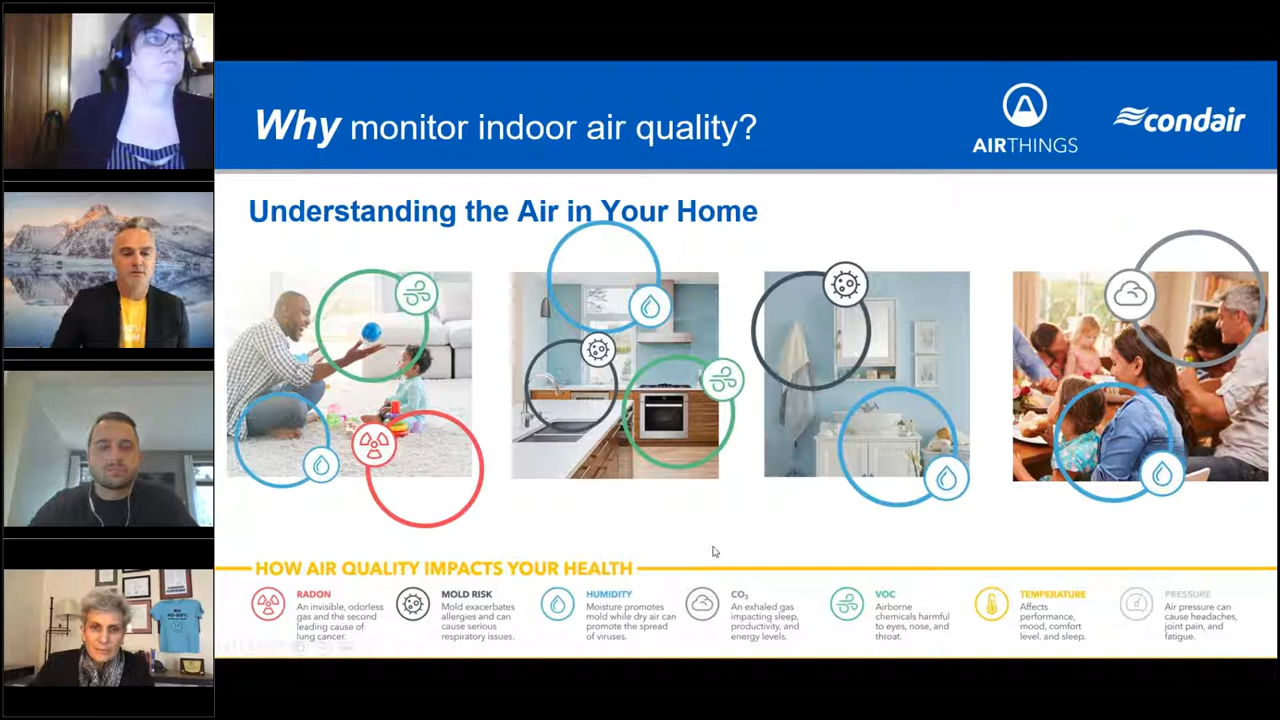 Why monitor indoor air quality?
AIRTHINGS
condair
Understanding the Air in Your Home
HOW AIR QUALITY IMPACTS YOUR HEALTH
RADON
An invisible, odorless
gas and the second
leading cause of
lung cancer.
MOLD RISK
Mold exacerbates
allergies and can
cause serious
respiratory issues.
HUMIDITY
Moisture promotes
mold while dry air can
promote the spread
of viruses.
CO₂
An exhaled gas
impacting sleep,
productivity, and
energy levels.
VOC
Airborne
chemicals harmful
to eyes, nose, and
throat.
TEMPERATURE
Affects
performance,
mood, comfort
level. and sleep.
PRESSURE
Air pressure can
cause headaches,
joint pain, and
fatigue.